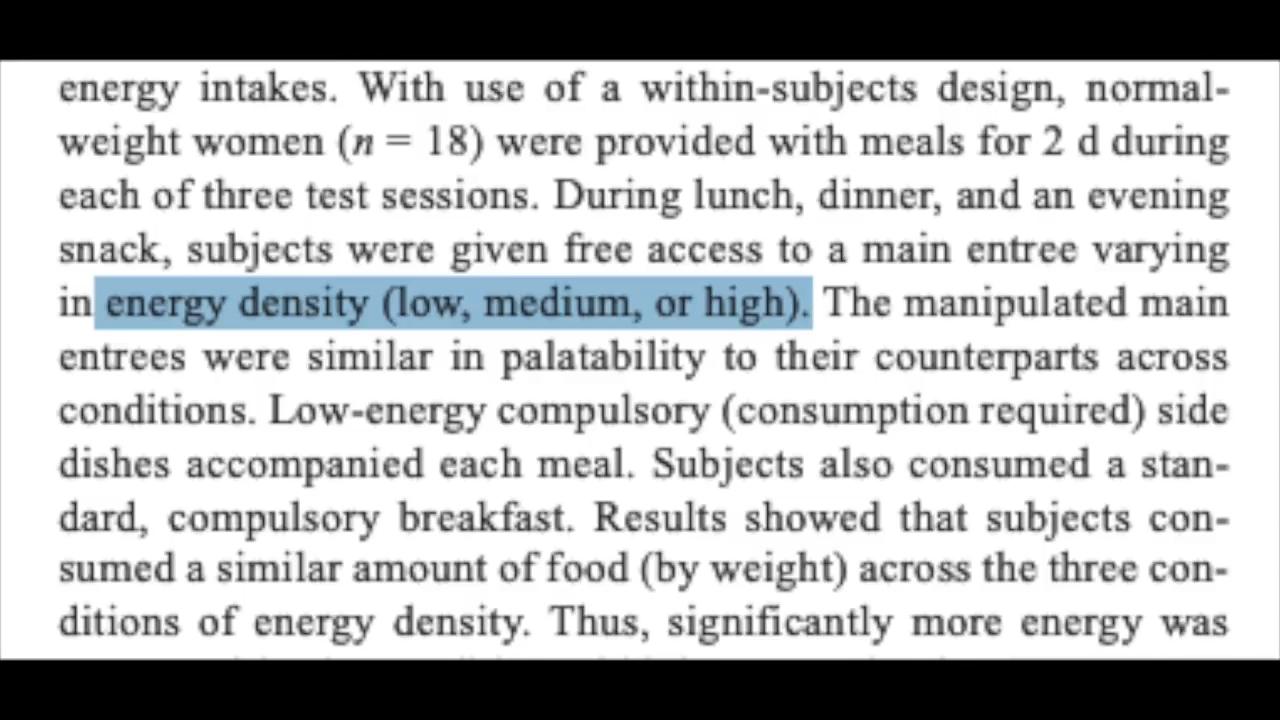 energy intakes. With use of a within-subjects design, normal-
weight women (n = 18) were provided with meals for 2 d during
each of three test sessions. During lunch, dinner, and an evening
snack, subjects were given free access to a main entree varying
in energy density (low, medium, or high). The manipulated main
entrees were similar in palatability to their counterparts across
conditions. Low-energy compulsory (consumption required) side
dishes accompanied each meal. Subjects also consumed a stan-
dard, compulsory breakfast. Results showed that subjects con-
sumed a similar amount of food (by weight) across the three con-
ditions of energy density. Thus, significantly more energy was